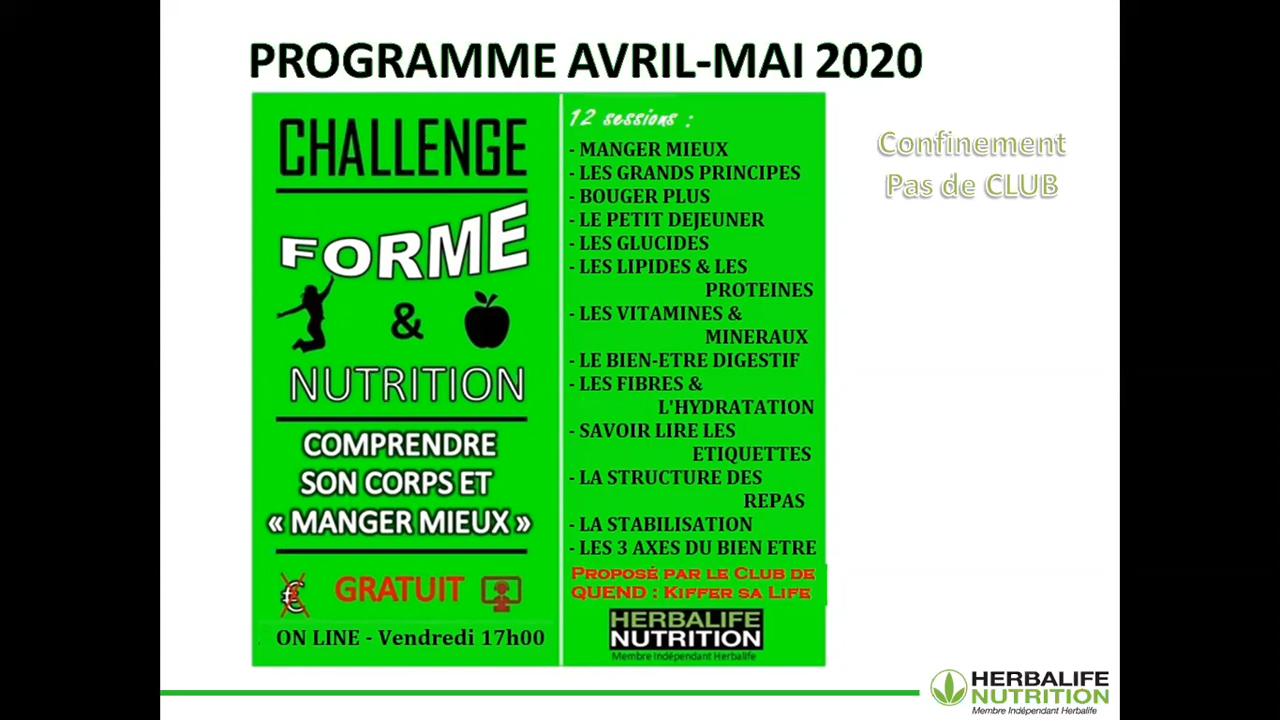 PROGRAMME AVRIL-MAI 2020
CHALLENGE
FORME
&
NUTRITION
COMPRENDRE
SON CORPS ET
« MANGER MIEUX »
GRATUIT
ON LINE - Vendredi 17h00
12 sessions :
- MANGER MIEUX
- LES GRANDS PRINCIPES
- BOUGER PLUS
- LE PETIT DEJEUNER
- LES GLUCIDES
- LES LIPIDES & LES
PROTEINES
- LES VITAMINES &
MINERAUX
- LE BIEN-ETRE DIGESTIF
- LES FIBRES &
L'HYDRATATION
- SAVOIR LIRE LES
ETIQUETTES
- LA STRUCTURE DES
REPAS
- LA STABILISATION
- LES 3 AXES DU BIEN ETRE
PROPOSÉ PAR LE CLUB DE
QUEND : KIFFER SA LIFE
HERBALIFE
NUTRITION
Membre Indépendant Herbalife
Confinement
Pas de CLUB
HERBALIFE
NUTRITION
Membre Indépendant Herbalife